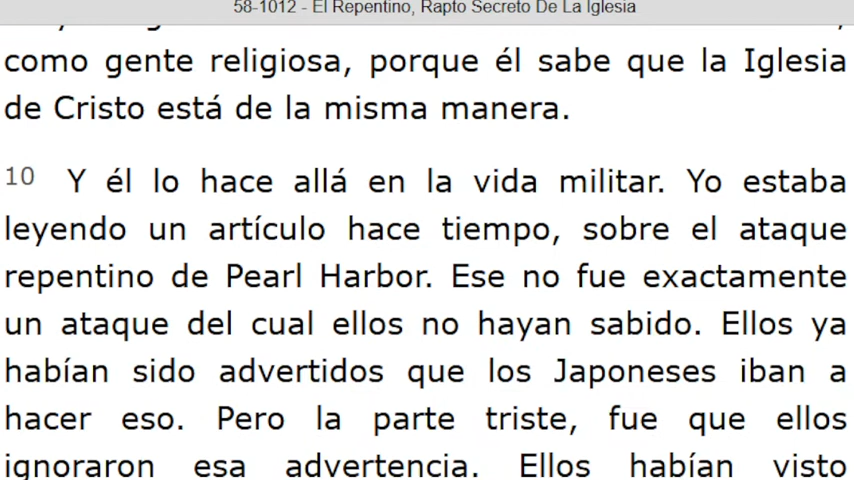 58-1012 - El Repentino, Rapto Secreto De La Iglesia
como gente religiosa, porque él sabe que la Iglesia
de Cristo está de la misma manera.
10 Y él lo hace allá en la vida militar. Yo estaba
leyendo un artículo hace tiempo, sobre el ataque
repentino de Pearl Harbor. Ese no fue exactamente
un ataque del cual ellos no hayan sabido. Ellos ya
habían sido advertidos que los Japoneses iban a
hacer eso. Pero la parte triste, fue que ellos
ignoraron esa advertencia. Ellos habían visto